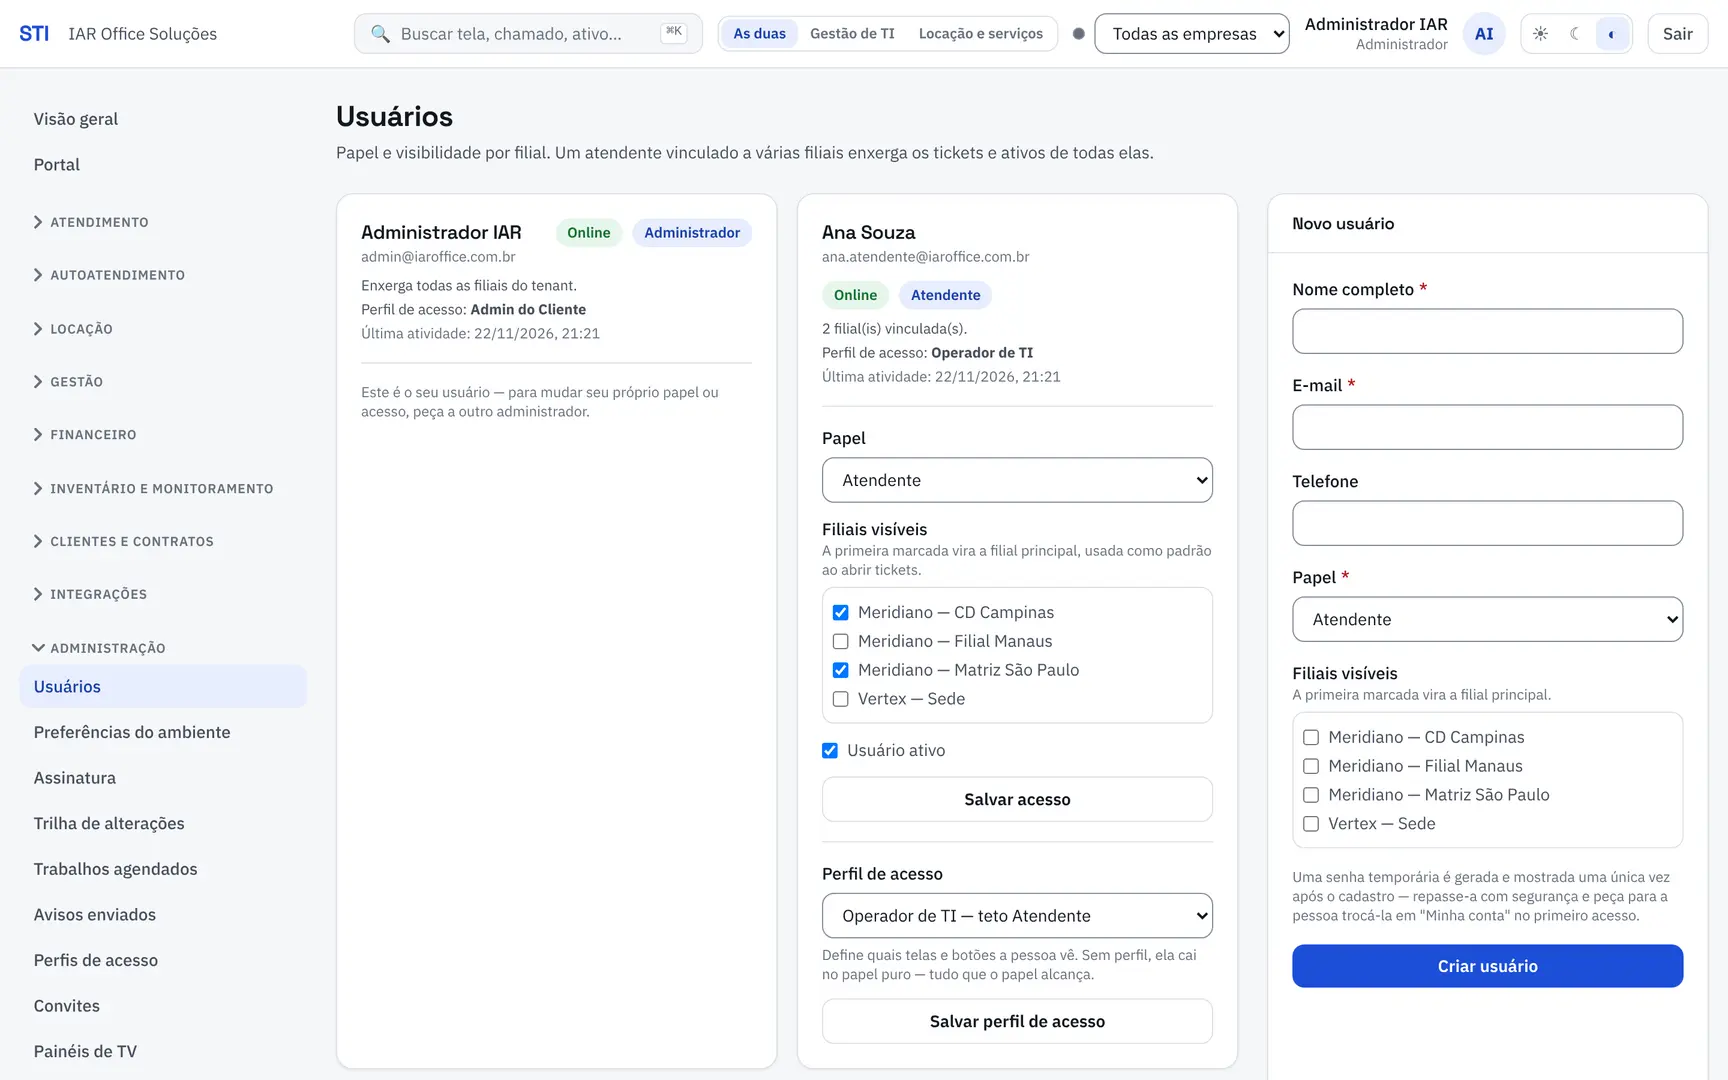 STI IAR Office Soluções
Buscar tela, chamado, ativo... ⌘K
As duas Gestão de TI Locação e serviços
Todas as empresas
Administrador IAR
Administrador
AI
Sair
Visão geral
Portal
ATENDIMENTO
AUTOATENDIMENTO
LOCAÇÃO
GESTÃO
FINANCEIRO
INVENTÁRIO E MONITORAMENTO
CLIENTES E CONTRATOS
INTEGRAÇÕES
ADMINISTRAÇÃO
Usuários
Preferências do ambiente
Assinatura
Trilha de alterações
Trabalhos agendados
Avisos enviados
Perfis de acesso
Convites
Painéis de TV
Usuários
Papel e visibilidade por filial. Um atendente vinculado a várias filiais enxerga os tickets e ativos de todas elas.
Administrador IAR Online Administrador
admin@iaroffice.com.br
Enxerga todas as filiais do tenant.
Perfil de acesso: Admin do Cliente
Última atividade: 22/11/2026, 21:21
Este é o seu usuário — para mudar seu próprio papel ou
acesso, peça a outro administrador.
Ana Souza
ana.atendente@iaroffice.com.br
Online Atendente
2 filial(is) vinculada(s).
Perfil de acesso: Operador de TI
Última atividade: 22/11/2026, 21:21
Papel
Atendente
Filiais visíveis
A primeira marcada vira a filial principal, usada como padrão
ao abrir tickets.
Meridiano — CD Campinas
Meridiano — Filial Manaus
Meridiano — Matriz São Paulo
Vertex — Sede
Usuário ativo
Salvar acesso
Perfil de acesso
Operador de TI — teto Atendente
Define quais telas e botões a pessoa vê. Sem perfil, ela cai
no papel puro — tudo que o papel alcança.
Salvar perfil de acesso
Novo usuário
Nome completo *
E-mail *
Telefone
Papel *
Atendente
Filiais visíveis
A primeira marcada vira a filial principal.
Meridiano — CD Campinas
Meridiano — Filial Manaus
Meridiano — Matriz São Paulo
Vertex — Sede
Uma senha temporária é gerada e mostrada uma única vez
após o cadastro — repasse-a com segurança e peça para a
pessoa trocá-la em "Minha conta" no primeiro acesso.
Criar usuário